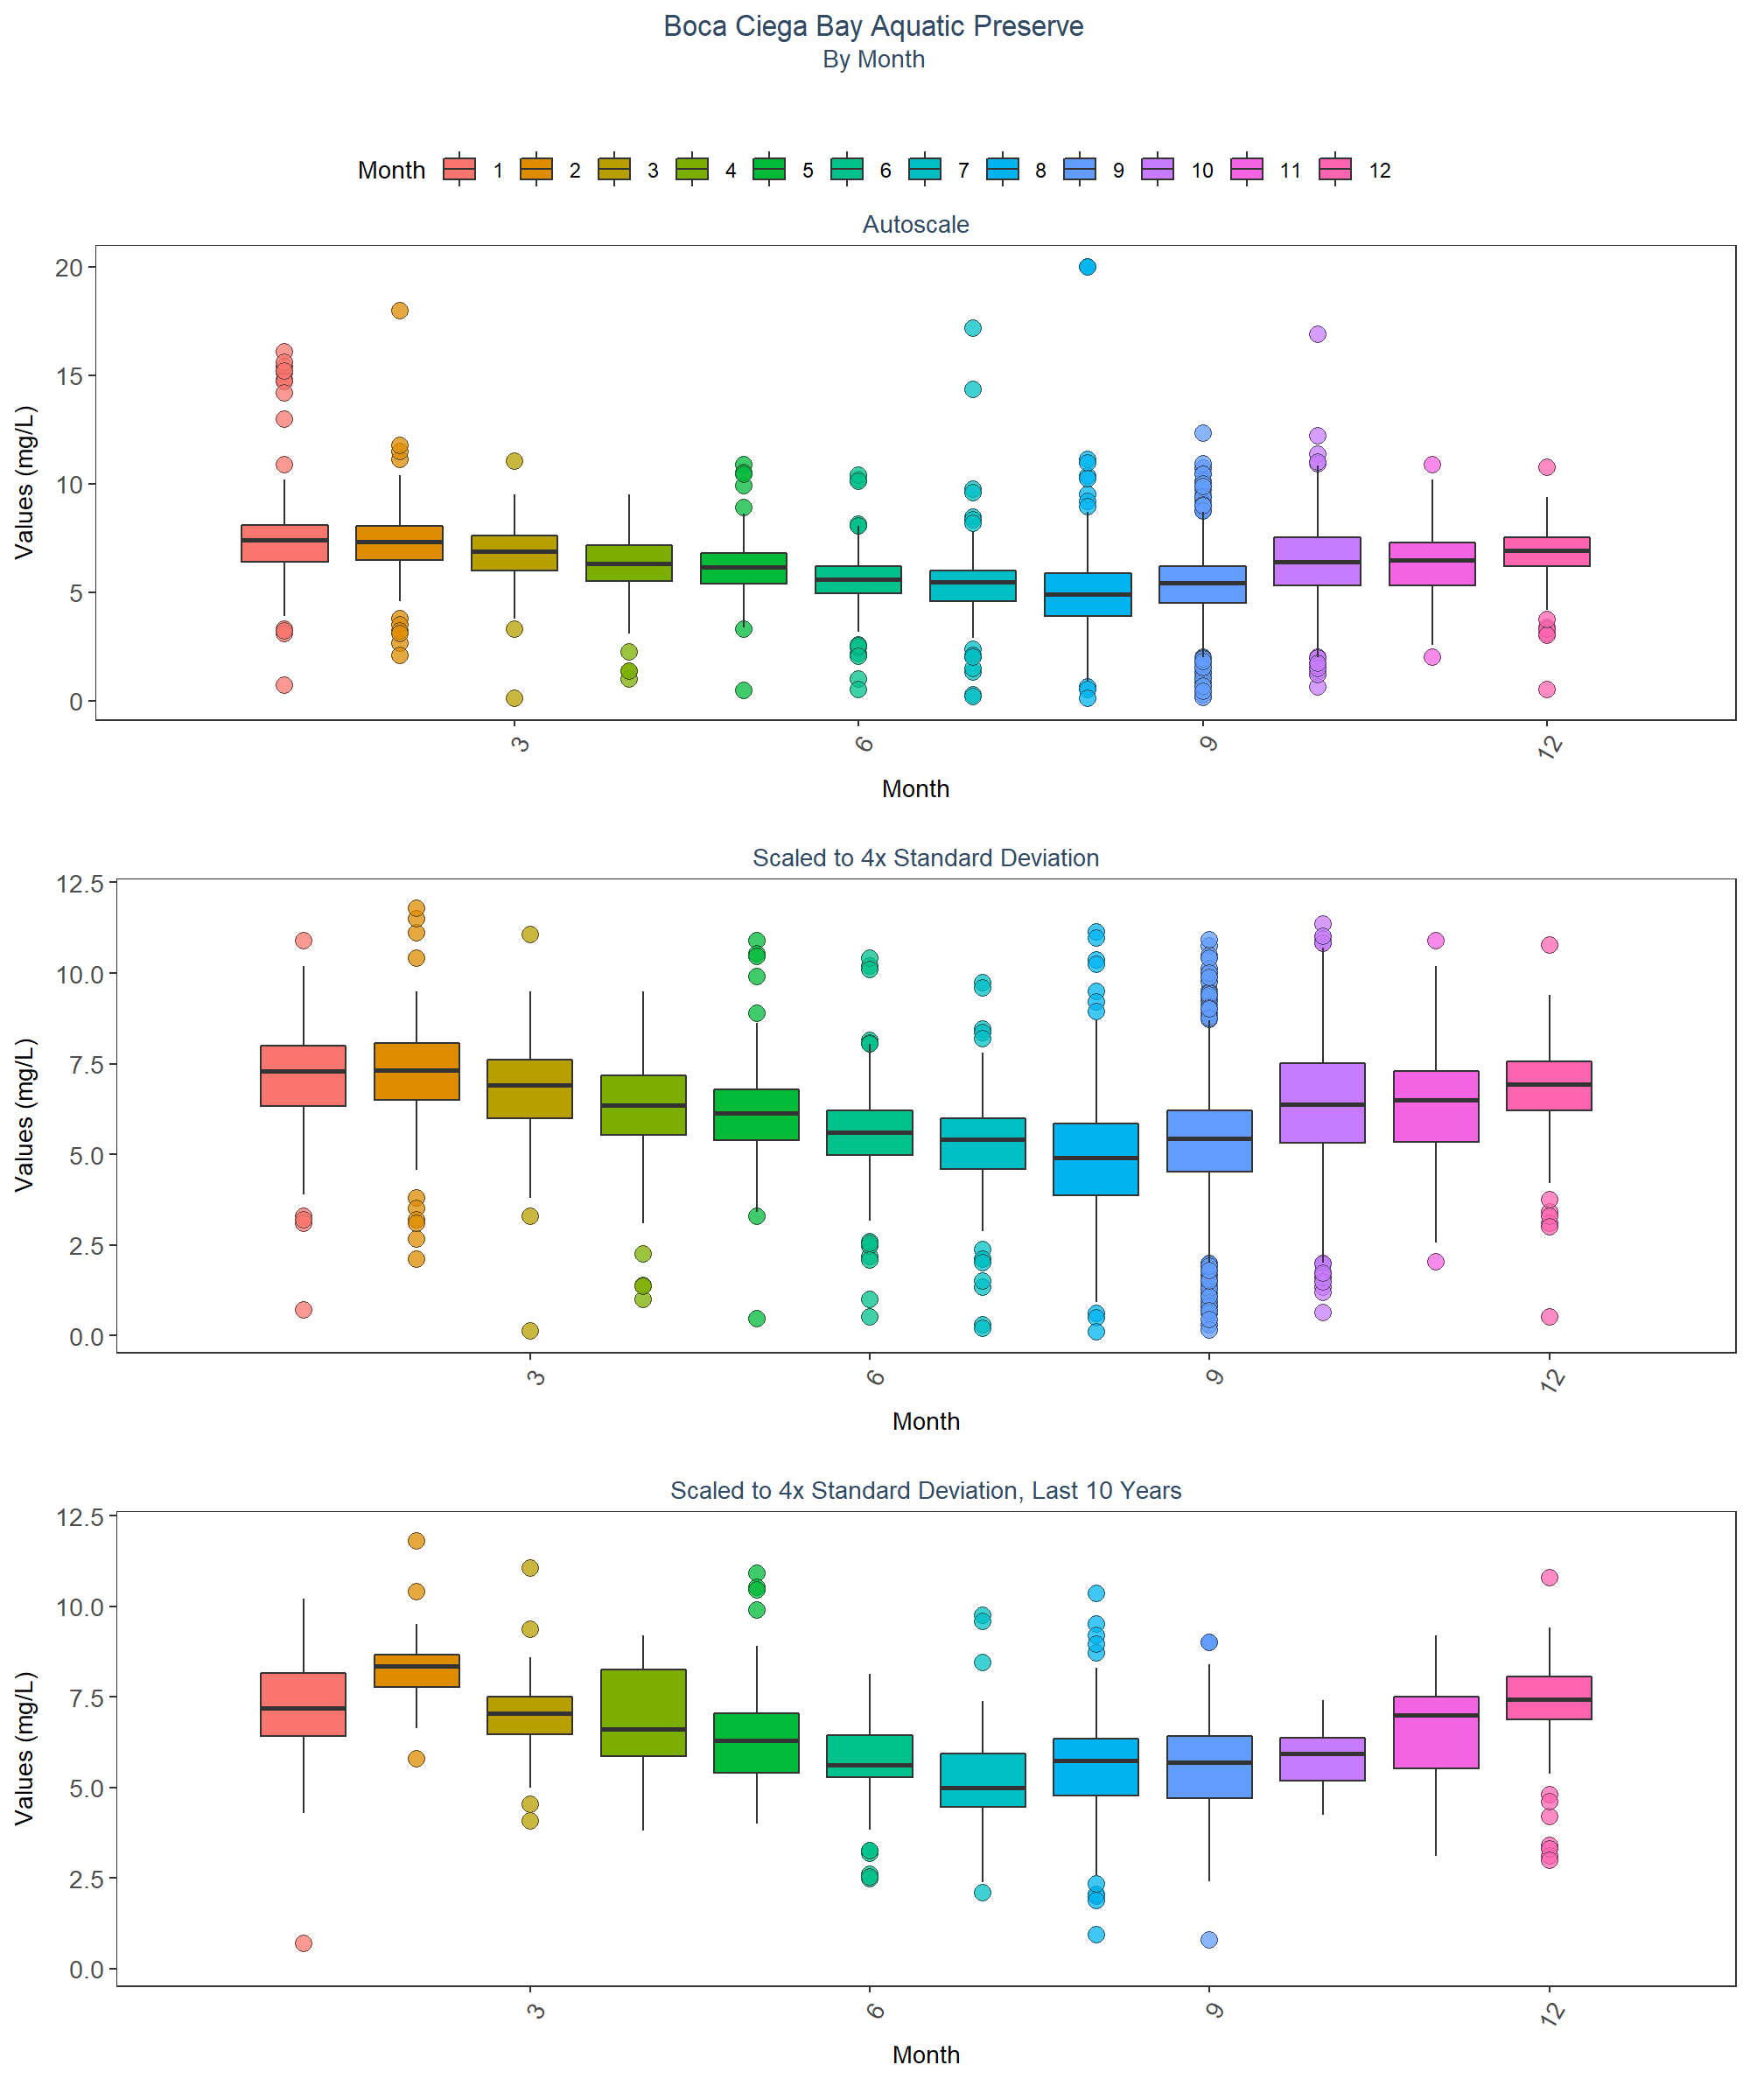 Boca Ciega Bay Aquatic Preserve
By Month
Month 1 2 3 4 5 6 7 8 9 10 11 12
Autoscale
Values (mg/L)
20
15
10
5
0
3 6 9 12
Month
Scaled to 4x Standard Deviation
Values (mg/L)
12.5
10.0
7.5
5.0
2.5
0.0
3 6 9 12
Month
Scaled to 4x Standard Deviation, Last 10 Years
Values (mg/L)
12.5
10.0
7.5
5.0
2.5
0.0
3 6 9 12
Month